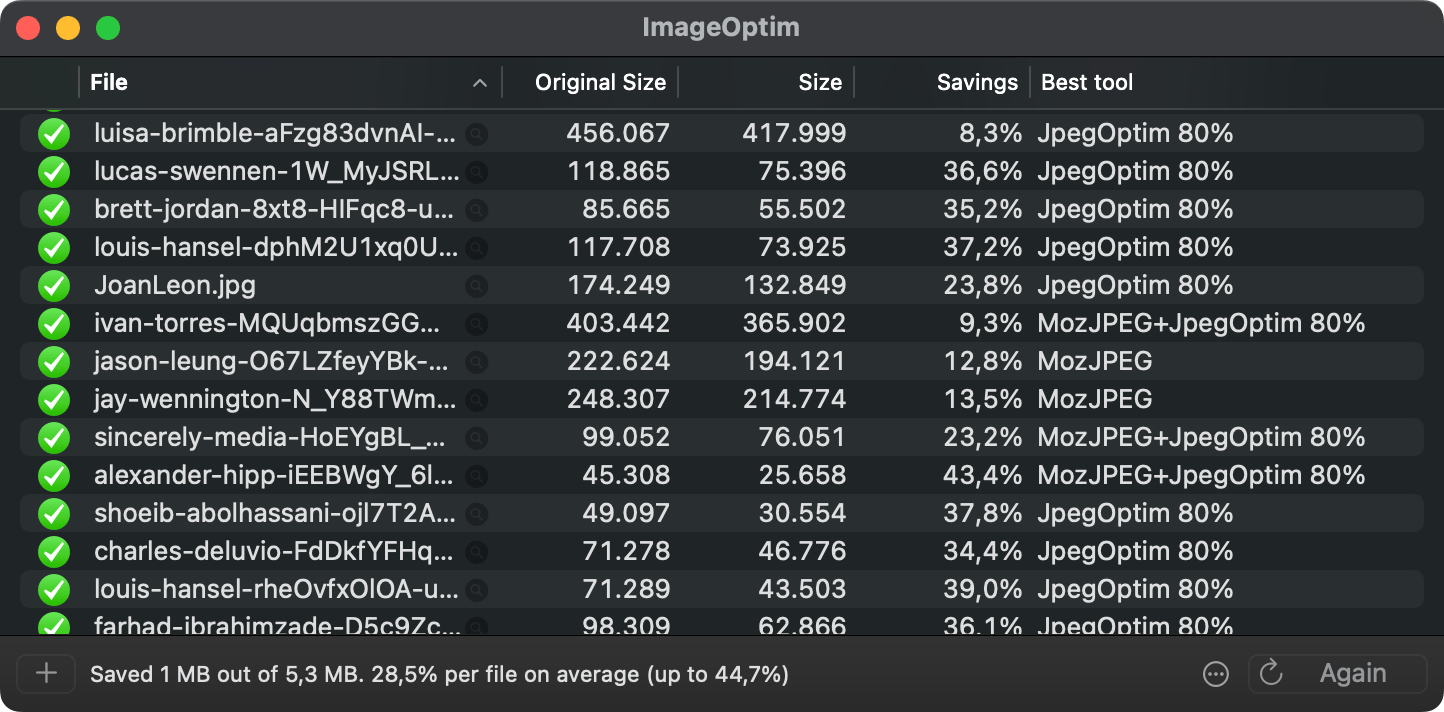 ImageOptim
File Original Size Size Savings Best tool
luisa-brimble-aFzg83dvnAI-... 456.067 417.999 8,3% JpegOptim 80%
lucas-swennen-1W_MyJSRL... 118.865 75.396 36,6% JpegOptim 80%
brett-jordan-8xt8-HIFqc8-u... 85.665 55.502 35,2% JpegOptim 80%
louis-hansel-dphM2U1xq0U... 117.708 73.925 37,2% JpegOptim 80%
JoanLeon.jpg 174.249 132.849 23,8% JpegOptim 80%
ivan-torres-MQUqbmszGG... 403.442 365.902 9,3% MozJPEG+JpegOptim 80%
jason-leung-O67LZfeyYBk-... 222.624 194.121 12,8% MozJPEG
jay-wennington-N_Y88TWm... 248.307 214.774 13,5% MozJPEG
sincerely-media-HoEYgBL_... 99.052 76.051 23,2% MozJPEG+JpegOptim 80%
alexander-hipp-iEEBWgY_6l... 45.308 25.658 43,4% MozJPEG+JpegOptim 80%
shoeib-abolhassani-ojl7T2A... 49.097 30.554 37,8% JpegOptim 80%
charles-deluvio-FdDkfYFHq... 71.278 46.776 34,4% JpegOptim 80%
louis-hansel-rheOvfxOlOA-u... 71.289 43.503 39,0% JpegOptim 80%
farhad-ibrahimzade-D5c9Zc... 98.309 62.866 36,1% JpegOptim 80%
Saved 1 MB out of 5,3 MB. 28,5% per file on average (up to 44,7%)
Again